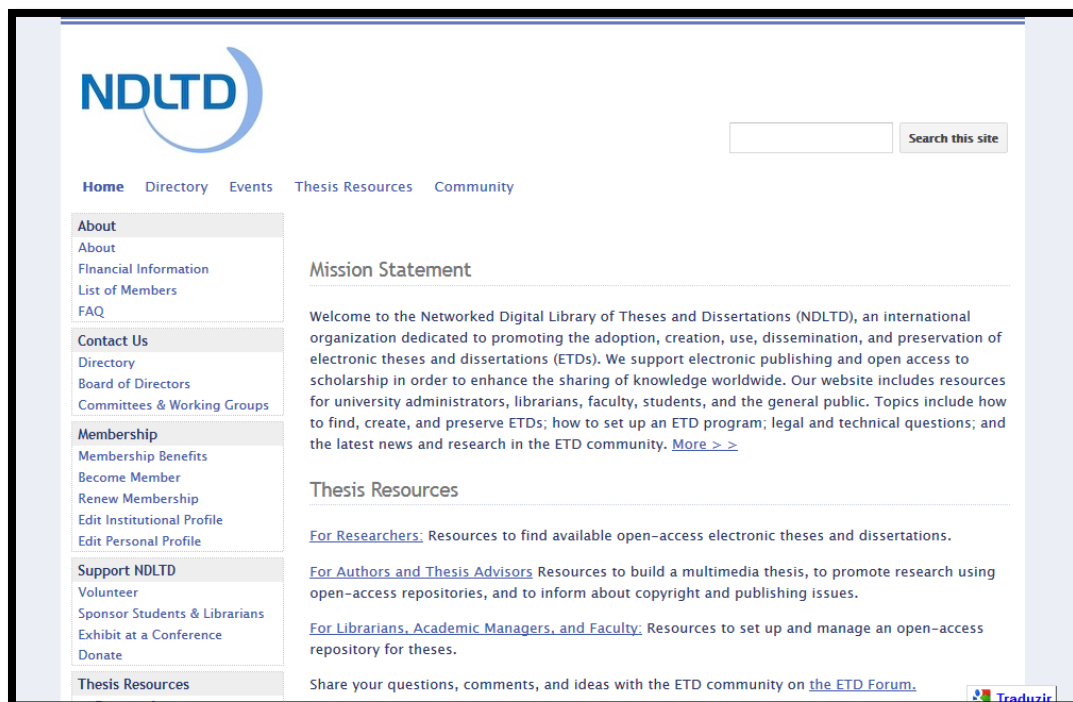 NDLTD
Search this site
Home Directory Events Thesis Resources Community
About
About
FInancial Information
List of Members
FAQ
Contact Us
Directory
Board of Directors
Committees & Working Groups
Membership
Membership Benefits
Become Member
Renew Membership
Edit Institutional Profile
Edit Personal Profile
Support NDLTD
Volunteer
Sponsor Students & Librarians
Exhibit at a Conference
Donate
Thesis Resources
Mission Statement
Welcome to the Networked Digital Library of Theses and Dissertations (NDLTD), an international
organization dedicated to promoting the adoption, creation, use, dissemination, and preservation of
electronic theses and dissertations (ETDs). We support electronic publishing and open access to
scholarship in order to enhance the sharing of knowledge worldwide. Our website includes resources
for university administrators, librarians, faculty, students, and the general public. Topics include how
to find, create, and preserve ETDs; how to set up an ETD program; legal and technical questions; and
the latest news and research in the ETD community. More > >
Thesis Resources
For Researchers: Resources to find available open-access electronic theses and dissertations.
For Authors and Thesis Advisors Resources to build a multimedia thesis, to promote research using
open-access repositories, and to inform about copyright and publishing issues.
For Librarians, Academic Managers, and Faculty: Resources to set up and manage an open-access
repository for theses.
Share your questions, comments, and ideas with the ETD community on the ETD Forum.
Traduzir